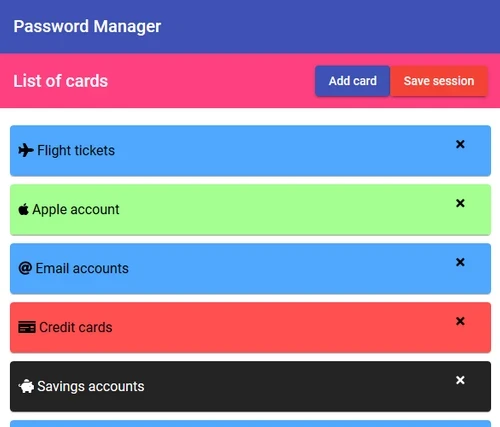 Password Manager
List of cards
Add card
Save session
Flight tickets
Apple account
Email accounts
Credit cards
Savings accounts